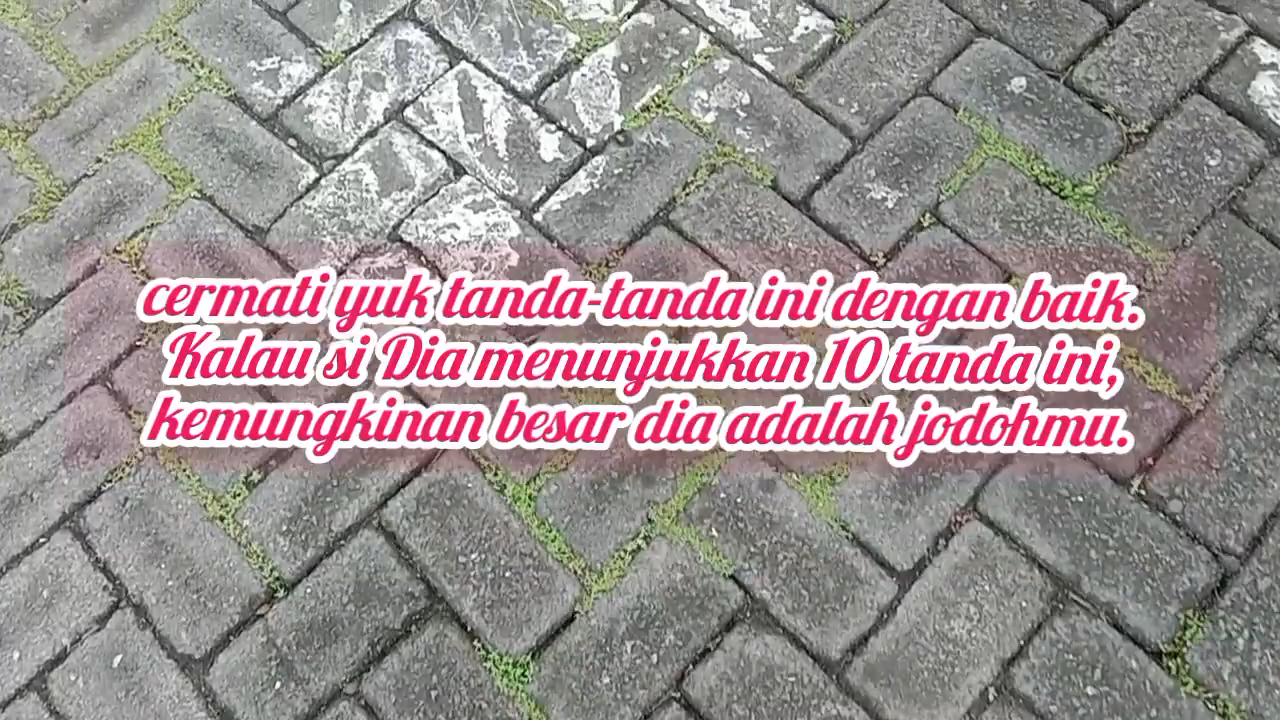 cermati yuk tanda-tanda ini dengan baik.
Kalau si Dia menunjukkan 10 tanda ini,
kemungkinan besar dia adalah jodohmu.